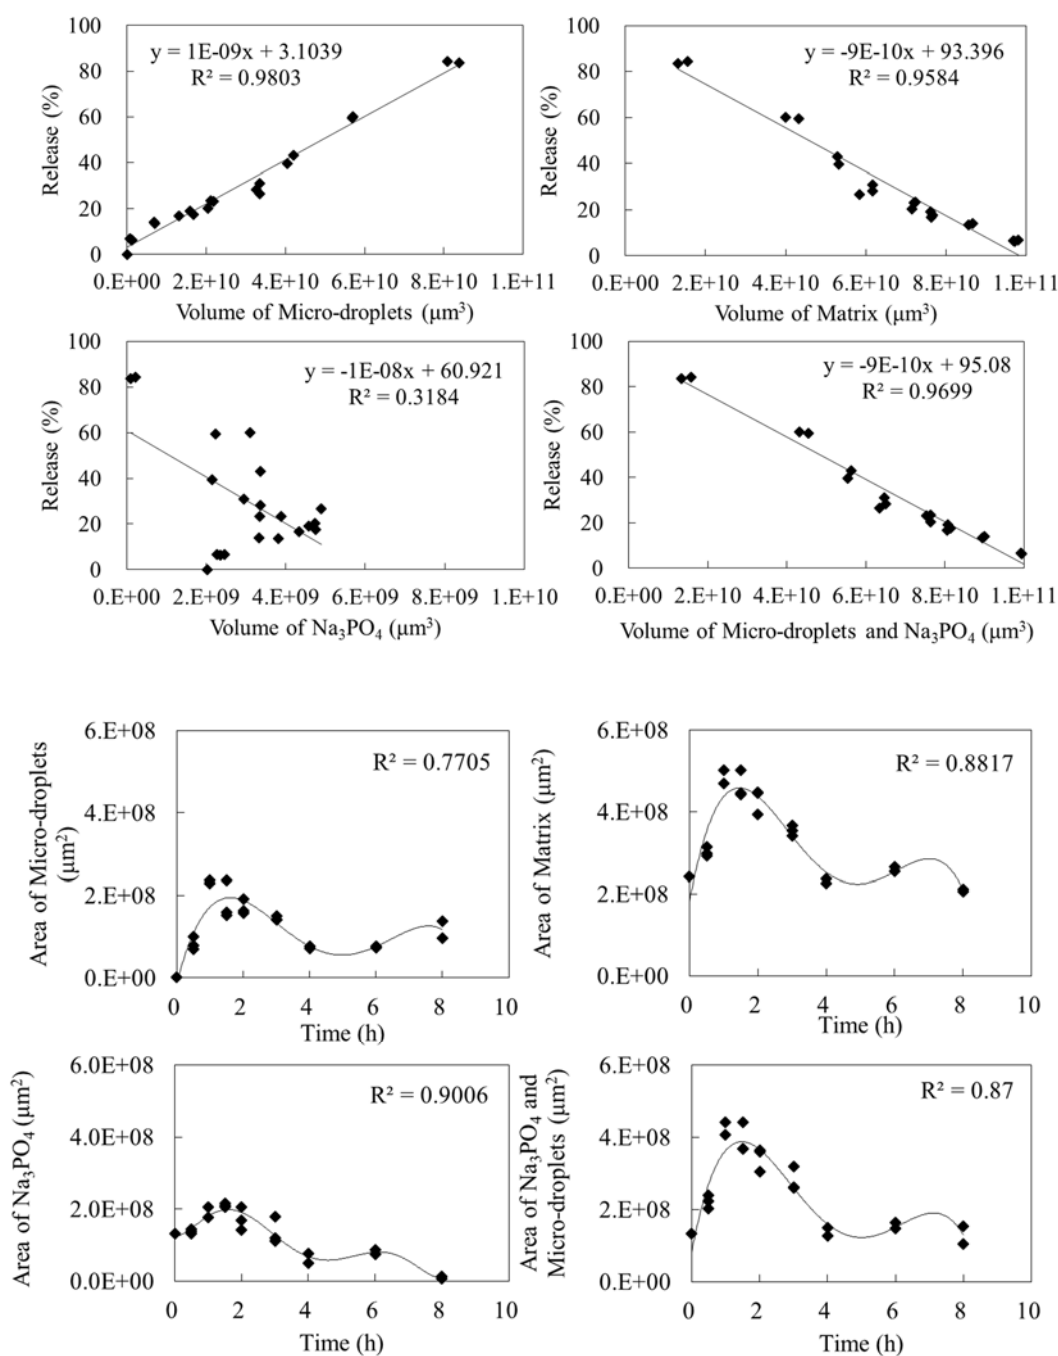 y = 1E-09x + 3.1039
R² = 0.9803
100
80
60
40
20
0
Release (%)
0.E+00 2.E+10 4.E+10 6.E+10 8.E+10 1.E+11
Volume of Micro-droplets (μm³)
y = -9E-10x + 93.396
R² = 0.9584
100
80
60
40
20
0
Release (%)
0.E+00 2.E+10 4.E+10 6.E+10 8.E+10 1.E+11
Volume of Matrix (μm³)
y = -1E-08x + 60.921
R² = 0.3184
100
80
60
40
20
0
Release (%)
0.E+00 2.E+09 4.E+09 6.E+09 8.E+09 1.E+10
Volume of Na₃PO₄ (μm³)
y = -9E-10x + 95.08
R² = 0.9699
100
80
60
40
20
0
Release (%)
0.E+00 2.E+10 4.E+10 6.E+10 8.E+10 1.E+11
Volume of Micro-droplets and Na₃PO₄ (μm³)
R² = 0.7705
6.E+08
4.E+08
2.E+08
0.E+00
Area of Micro-droplets
(μm²)
0 2 4 6 8 10
Time (h)
R² = 0.8817
6.E+08
4.E+08
2.E+08
0.E+00
Area of Matrix (μm²)
0 2 4 6 8 10
Time (h)
R² = 0.9006
6.0E+08
4.0E+08
2.0E+08
0.0E+00
Area of Na₃PO₄ (μm²)
0 2 4 6 8 10
Time (h)
R² = 0.87
6.E+08
4.E+08
2.E+08
0.E+00
Area of Na₃PO₄ and
Micro-droplets (μm²)
0 2 4 6 8 10
Time (h)